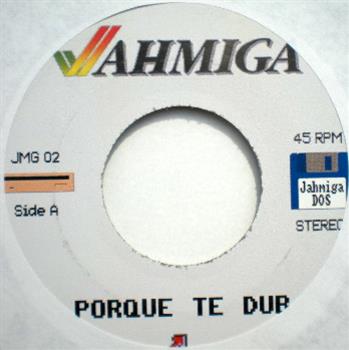 JAHMIGA
JMG 02
45 RPM
Side A
Jahmiga
DOS
STEREO
PORQUE TE DUB